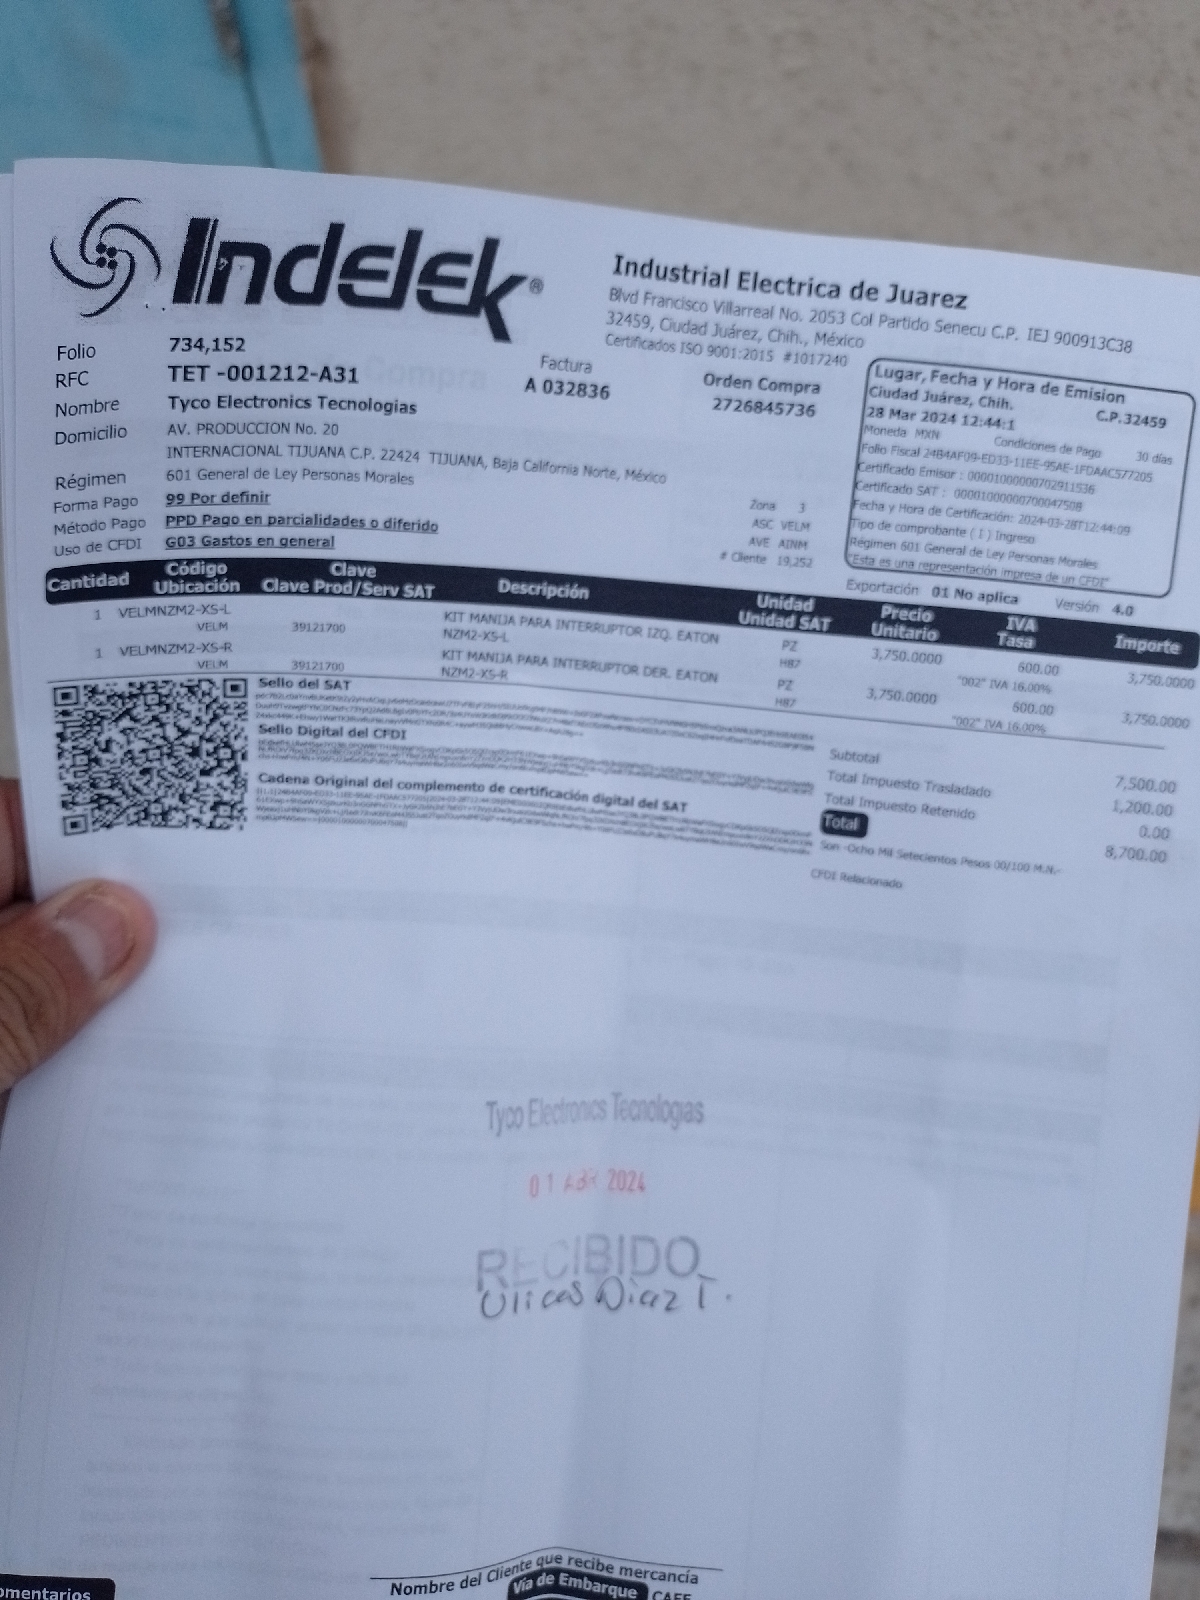 Indelek®
Industrial Electrica de Juarez
Blvd Francisco Villarreal No. 2053 Col Partido Senecu C.P. IEJ 900913C38
32459, Ciudad Juárez, Chih., México
Certificados ISO 9001:2015 #1017240
Folio 734,152
RFC TET -001212-A31
Nombre Tyco Electronics Tecnologias
Domicilio AV. PRODUCCION No. 20
INTERNACIONAL TIJUANA C.P. 22424 TIJUANA, Baja California Norte, México
Régimen 601 General de Ley Personas Morales
Forma Pago 99 Por definir
Método Pago PPD Pago en parcialidades o diferido
Uso de CFDI G03 Gastos en general
Factura
A 032836
Orden Compra
2726845736
Zona 3
ASC VELM
AVE AINM
# Cliente 19,252
Lugar, Fecha y Hora de Emision
Ciudad Juárez, Chih. C.P.32459
28 Mar 2024 12:44:1
Moneda MXN Condiciones de Pago 30 días
Folio Fiscal 24B4AF09-ED33-11EE-95AE-1FDAAC577205
Certificado Emisor : 00001000000702911536
Certificado SAT : 00001000000700047508
Fecha y Hora de Certificación: 2024-03-28T12:44:09
Tipo de comprobante ( I ) Ingreso
Régimen 601 General de Ley Personas Morales
"Esta es una representación impresa de un CFDI"
Exportación 01 No aplica Versión 4.0
Cantidad Código Ubicación Clave Clave Prod/Serv SAT Descripción Unidad Unidad SAT Precio Unitario IVA Tasa Importe
1 VELMNZM2-XS-L KIT MANIJA PARA INTERRUPTOR IZQ. EATON PZ 3,750.0000 600.00 3,750.0000
VELM 39121700 NZM2-XS-L H87 "002" IVA 16.00%
1 VELMNZM2-XS-R KIT MANIJA PARA INTERRUPTOR DER. EATON PZ 3,750.0000 600.00 3,750.0000
VELM 39121700 NZM2-XS-R H87 "002" IVA 16.00%
Sello del SAT
Sello Digital del CFDI
Cadena Original del complemento de certificación digital del SAT
Subtotal 7,500.00
Total Impuesto Trasladado 1,200.00
Total Impuesto Retenido 0.00
Total 8,700.00
Son -Ocho Mil Setecientos Pesos 00/100 M.N.-
CFDI Relacionado
Tyco Electronics Tecnologias
01 ABR 2024
RECIBIDO
Ulices Diaz T.
Nombre del Cliente que recibe mercancía
Vía de Embarque
omentarios